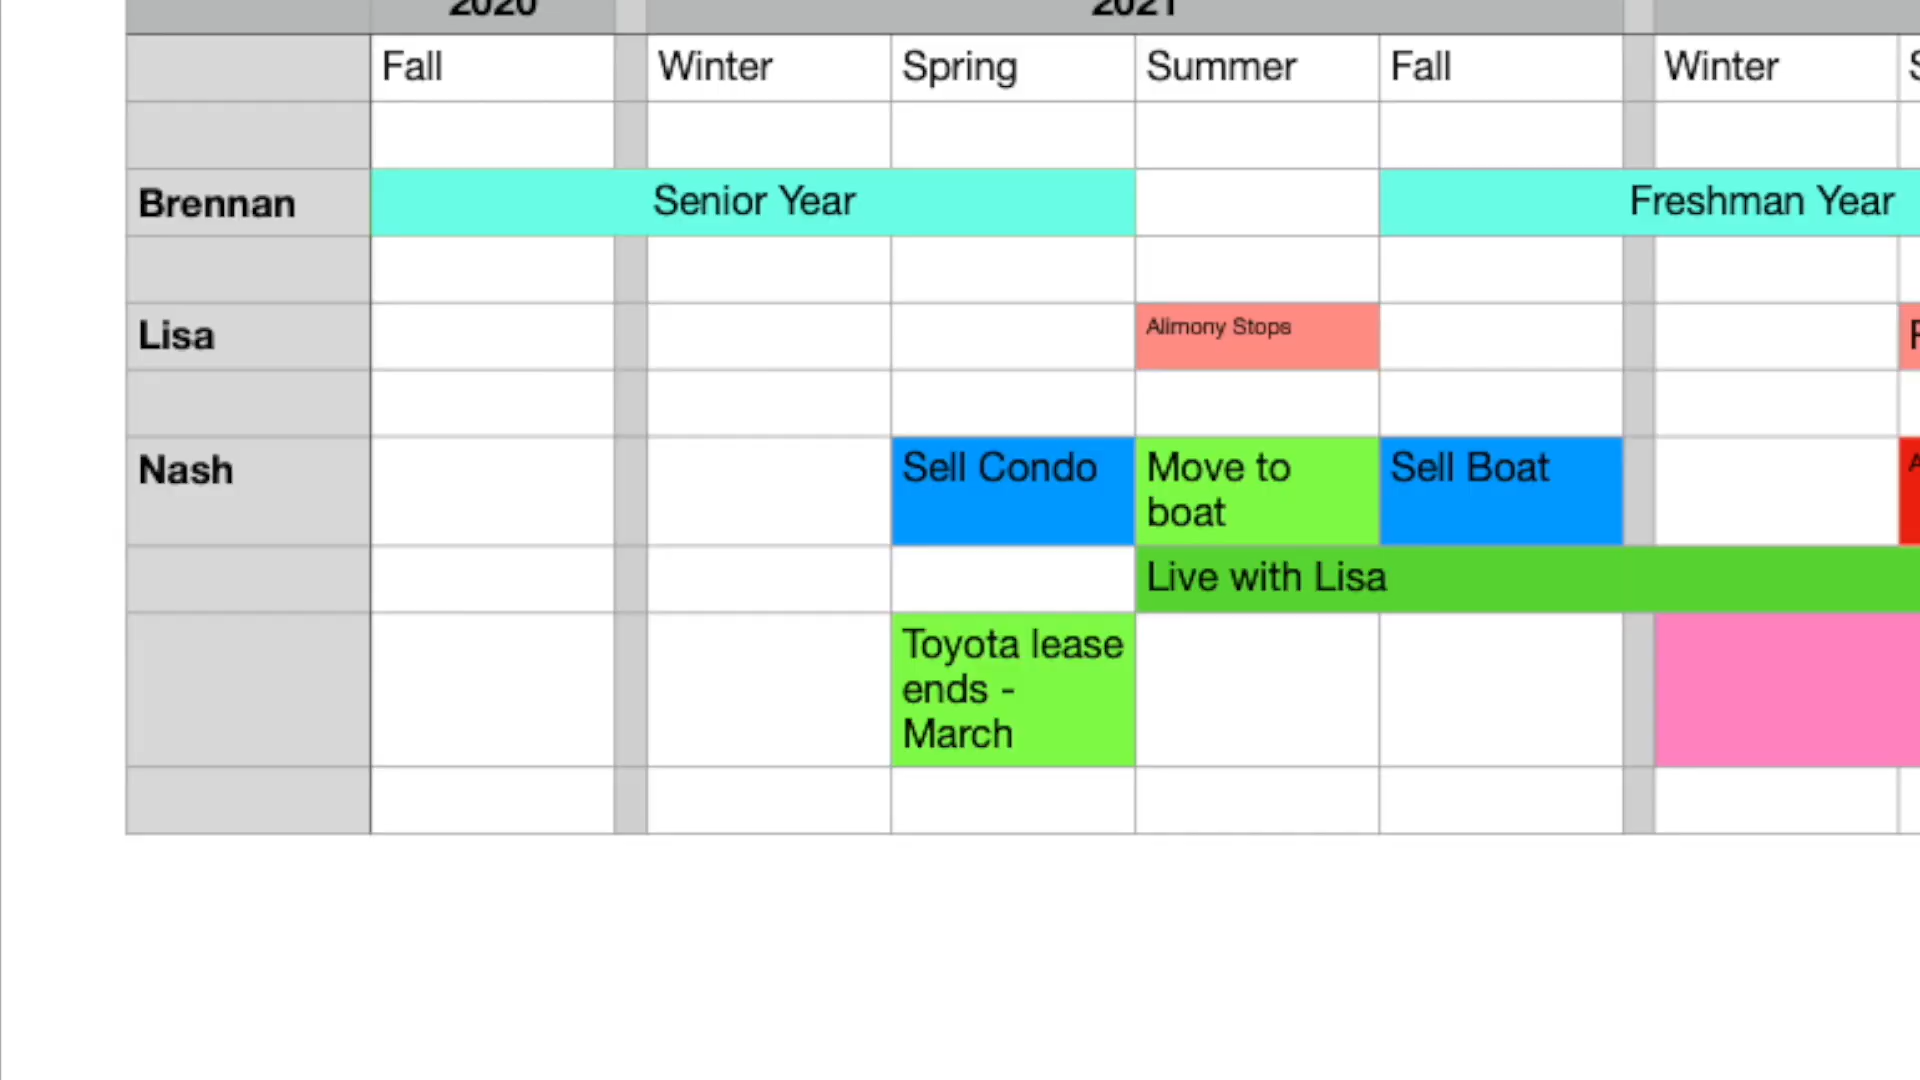 2020 2021
Fall Winter Spring Summer Fall Winter
Brennan Senior Year Freshman Year
Lisa Alimony Stops
Nash Sell Condo Move to boat Sell Boat
Live with Lisa
Toyota lease
ends -
March